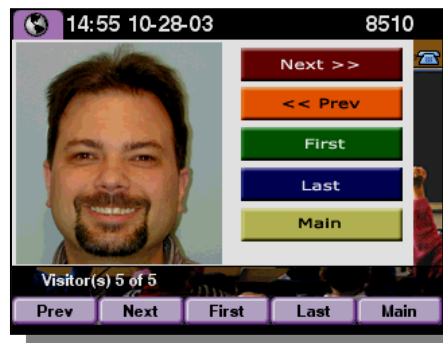 14:55 10-28-03 8510
Next >>
<< Prev
First
Last
Main
Visitor(s) 5 of 5
Prev Next First Last Main